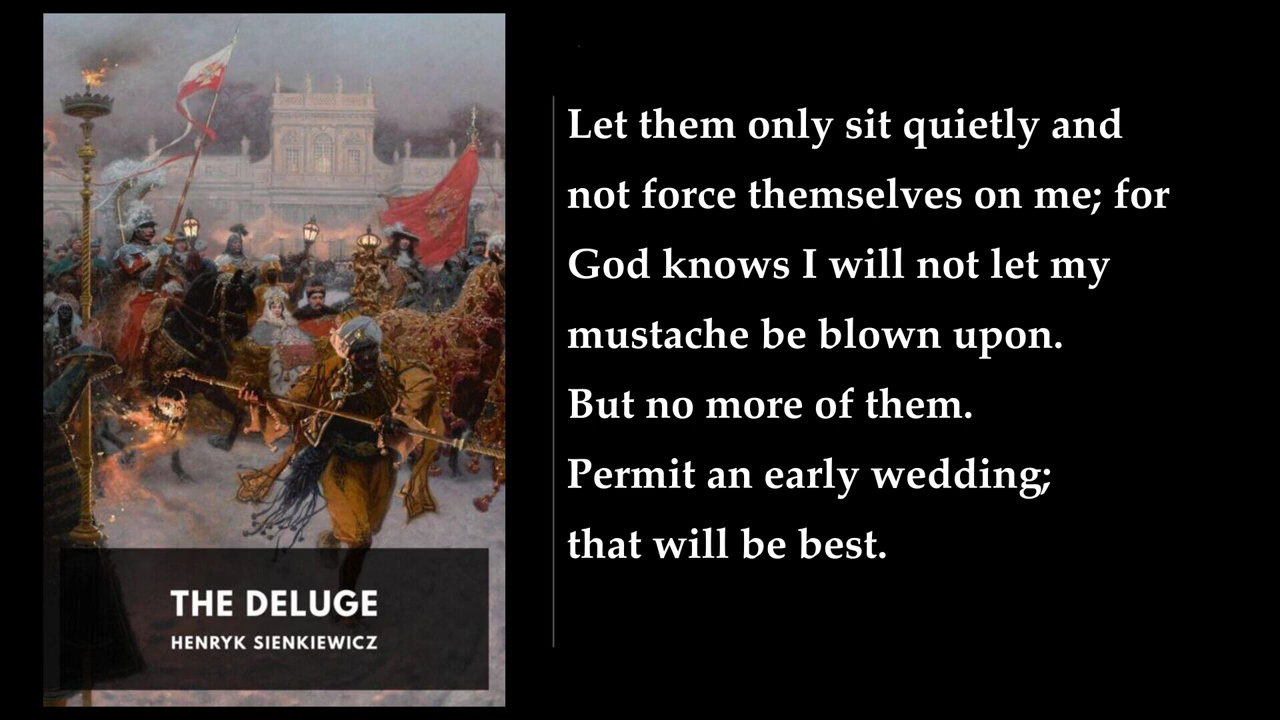 Let them only sit quietly and
not force themselves on me; for
God knows I will not let my
mustache be blown upon.
But no more of them.
Permit an early wedding;
that will be best.
THE DELUGE
HENRYK SIENKIEWICZ